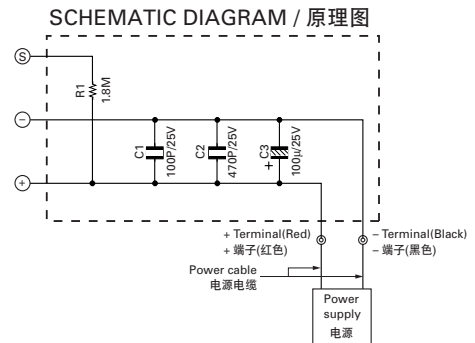 SCHEMATIC DIAGRAM / 原理图
S
R1
1.8M
−
C1
100P/25V
C2
470P/25V
C3
100µ/25V
+
+
+ Terminal(Red)
+ 端子(红色)
− Terminal(Black)
− 端子(黑色)
Power cable
电源电缆
Power
supply
电源